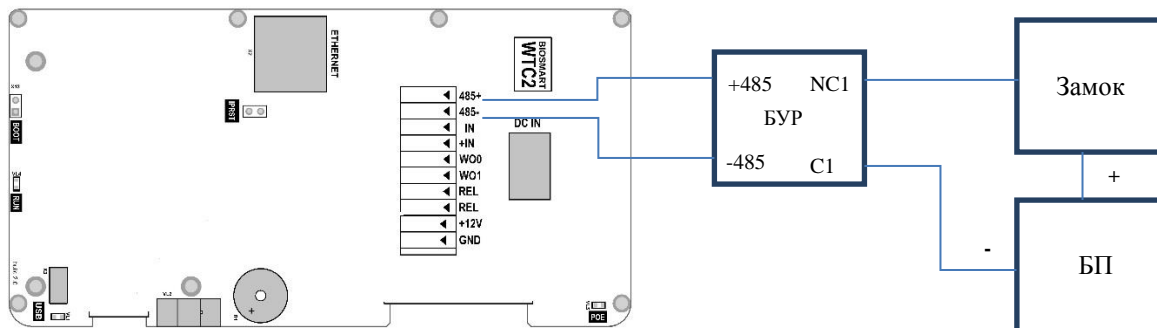 ETHERNET
BIOSMART
WTC2
IPRST
BOOT
RUN
485+
485-
IN
+IN
WO0
WO1
REL
REL
+12V
GND
DC IN
USB
+
POE
+485
NC1
БУР
-485
C1
Замок
+
-
БП